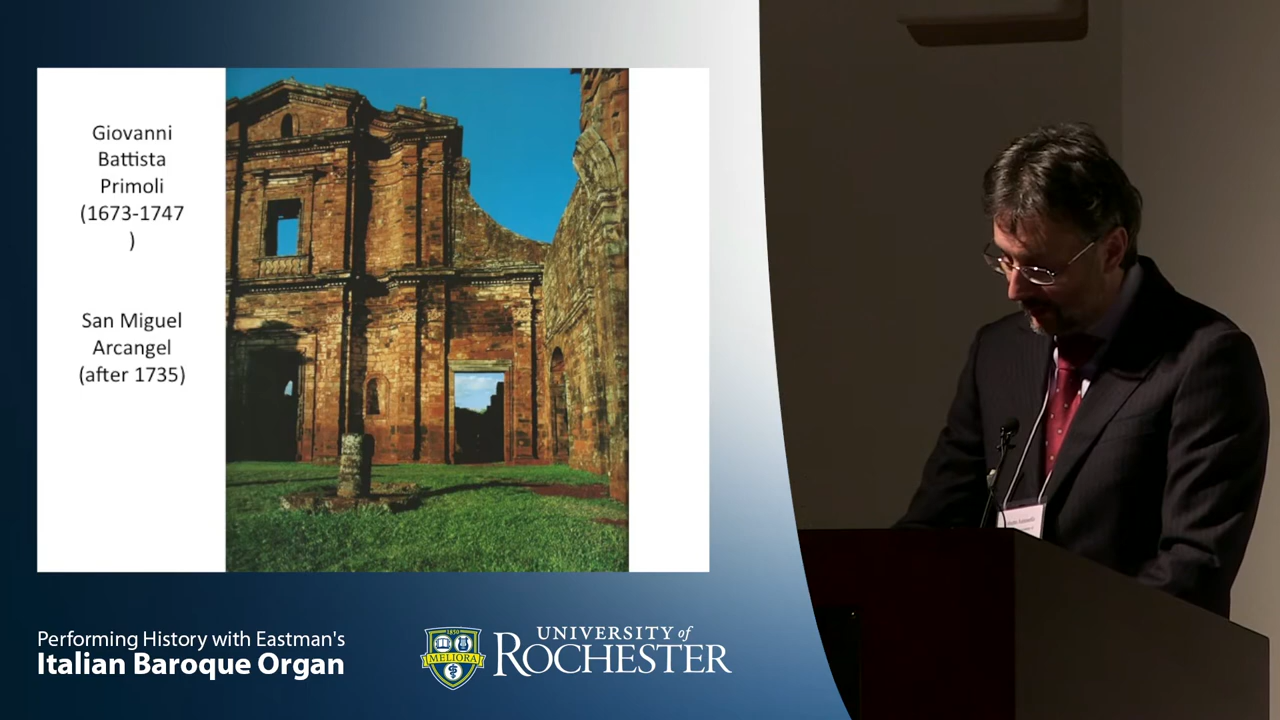 Giovanni
Battista
Primoli
(1673-1747
)
San Miguel
Arcangel
(after 1735)
Performing History with Eastman's
Italian Baroque Organ
1850
MELIORA
UNIVERSITY of
ROCHESTER